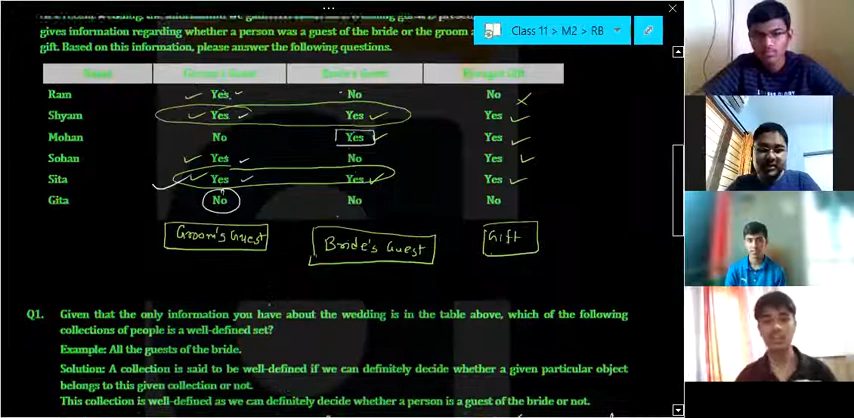 gives information regarding whether a person was a guest of the bride or the groom
gift. Based on this information, please answer the following questions.
Class 11 > M2 > RB
Name Groom's Guest Bride's Guest Brought Gift
Ram Yes No No
Shyam Yes Yes Yes
Mohan No Yes Yes
Sohan Yes No Yes
Sita Yes Yes Yes
Gita No No No
Groom's Guest Bride's Guest Gift
Q1. Given that the only information you have about the wedding is in the table above, which of the following
collections of people is a well-defined set?
Example: All the guests of the bride.
Solution: A collection is said to be well-defined if we can definitely decide whether a given particular object
belongs to this given collection or not.
This collection is well-defined as we can definitely decide whether a person is a guest of the bride or not.